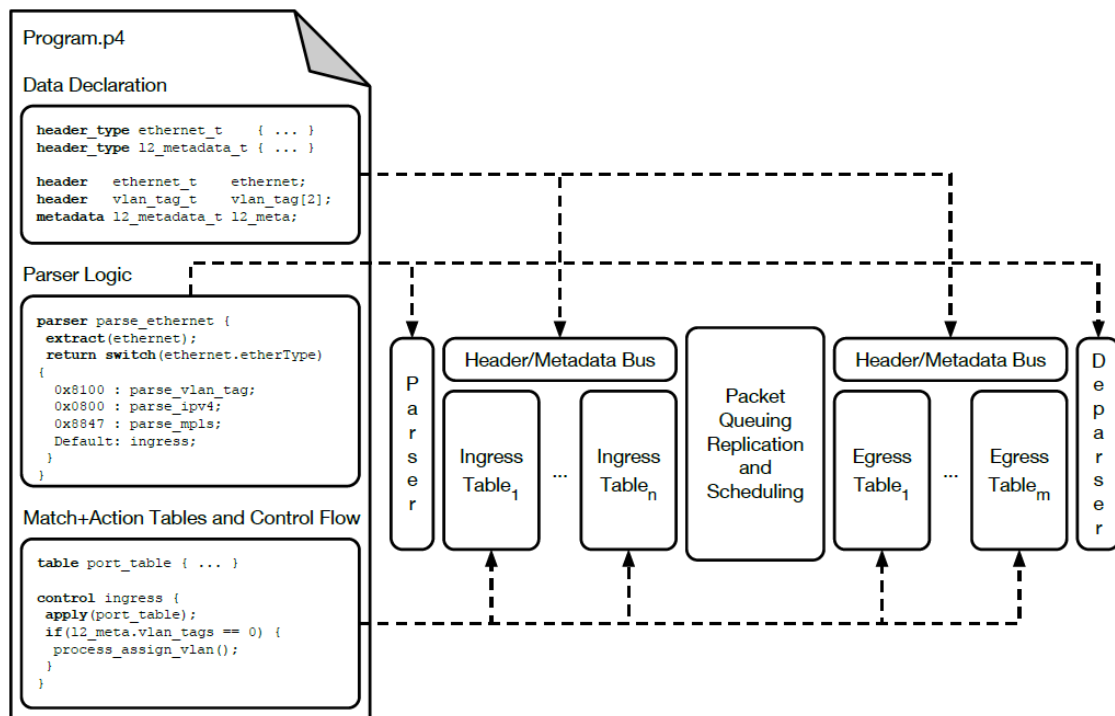 Program.p4
Data Declaration
header_type ethernet_t { ... }
header_type l2_metadata_t { ... }
header ethernet_t ethernet;
header vlan_tag_t vlan_tag[2];
metadata l2_metadata_t l2_meta;
Parser Logic
parser parse_ethernet {
extract(ethernet);
return switch(ethernet.etherType)
{
0x8100 : parse_vlan_tag;
0x0800 : parse_ipv4;
0x8847 : parse_mpls;
Default: ingress;
}
}
Match+Action Tables and Control Flow
table port_table { ... }
control ingress {
apply(port_table);
if(l2_meta.vlan_tags == 0) {
process_assign_vlan();
}
}
Parser
Header/Metadata Bus
Ingress
Table1
...
Ingress
Tablen
Packet
Queuing
Replication
and
Scheduling
Header/Metadata Bus
Egress
Table1
...
Egress
Tablem
Deparser